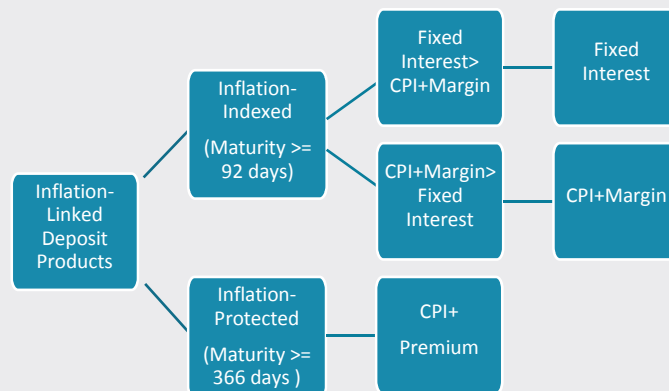 Inflation-
Linked
Deposit
Products
Inflation-
Indexed
(Maturity >=
92 days)
Fixed
Interest>
CPI+Margin
Fixed
Interest
CPI+Margin>
Fixed
Interest
CPI+Margin
Inflation-
Protected
(Maturity >=
366 days )
CPI+
Premium